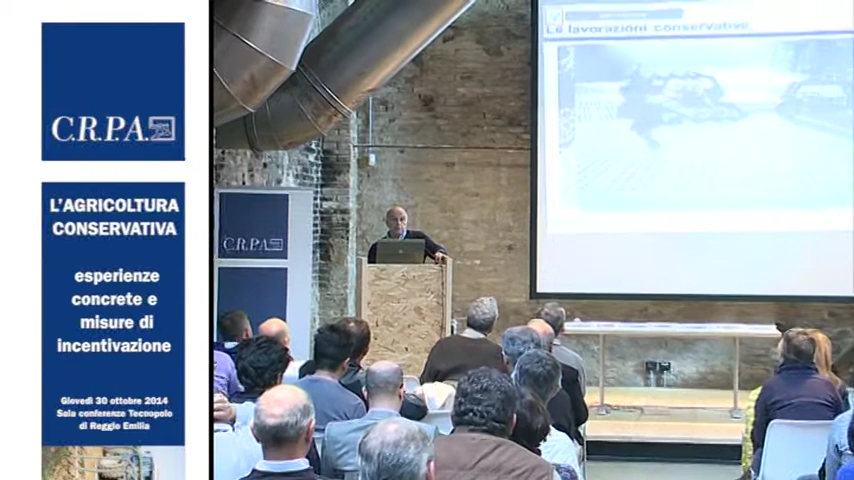 C.R.P.A.
L'AGRICOLTURA
CONSERVATIVA
esperienze
concrete e
misure di
incentivazione
Giovedì 30 ottobre 2014
Sala conferenze Tecnopolo
di Reggio Emilia
C.R.P.A.
Le lavorazioni conservative